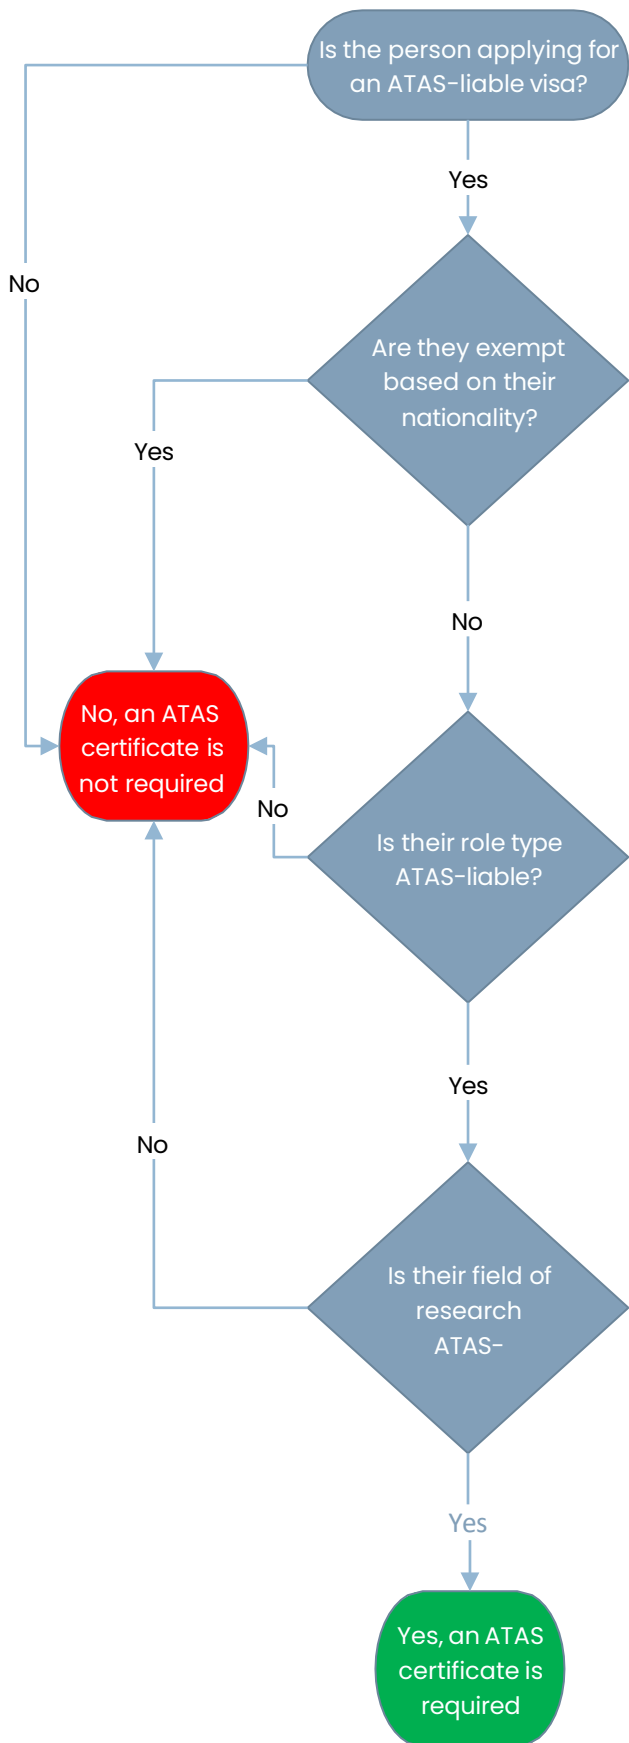 Is the person applying for
an ATAS-liable visa?
Yes
No
Are they exempt
based on their
nationality?
Yes
No
No, an ATAS
certificate is
not required
No
Is their role type
ATAS-liable?
Yes
No
Is their field of
research
ATAS-
Yes
Yes, an ATAS
certificate is
required